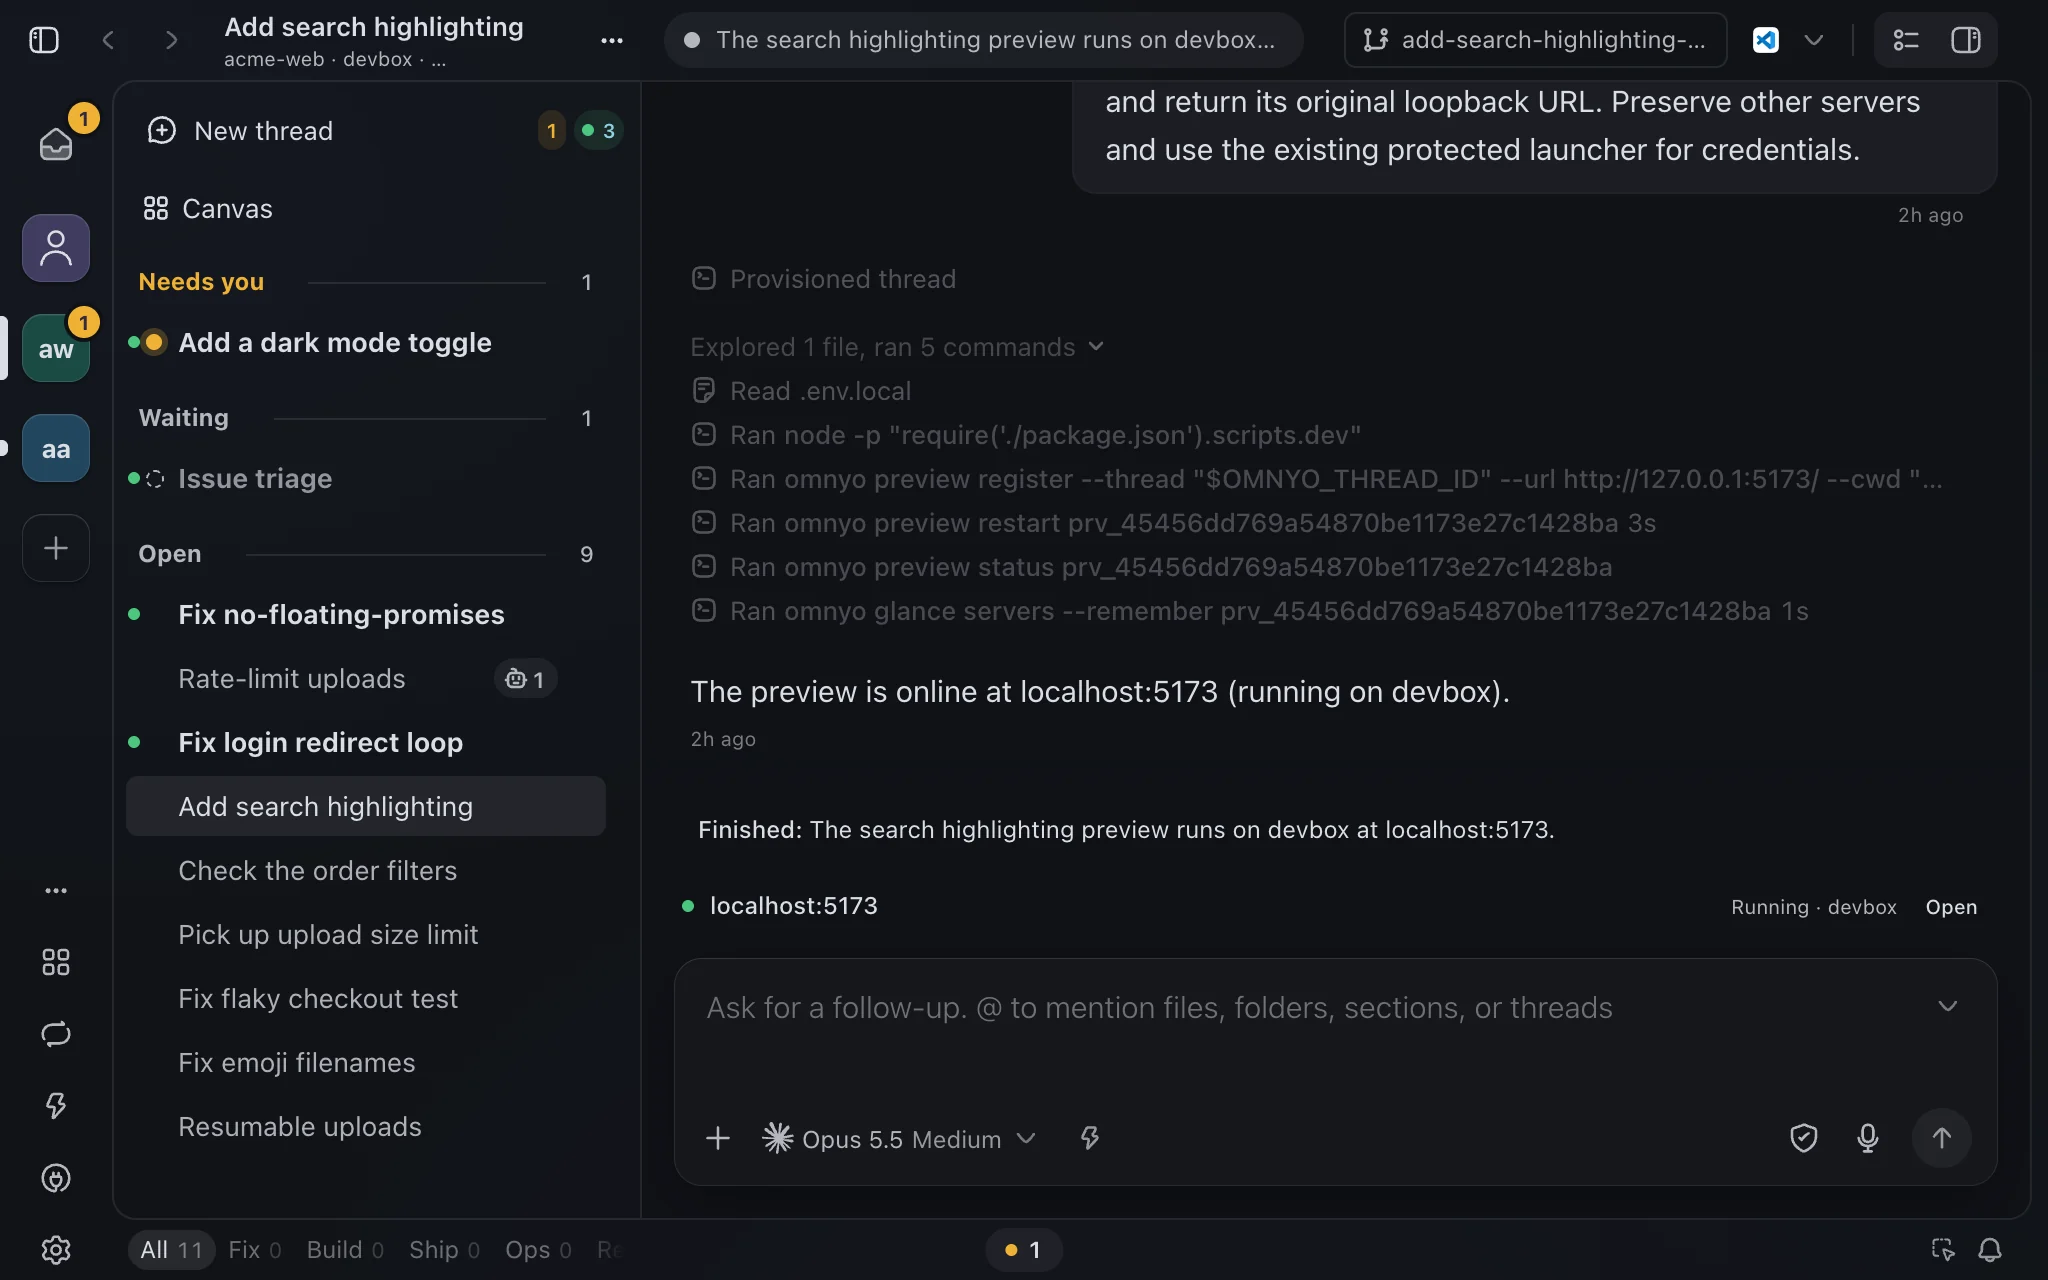 Add search highlighting
acme-web · devbox · ...
The search highlighting preview runs on devbox...
add-search-highlighting-...
1
aw
1
aa
New thread
1
3
Canvas
Needs you
1
Add a dark mode toggle
Waiting
1
Issue triage
Open
9
Fix no-floating-promises
Rate-limit uploads
1
Fix login redirect loop
Add search highlighting
Check the order filters
Pick up upload size limit
Fix flaky checkout test
Fix emoji filenames
Resumable uploads
and return its original loopback URL. Preserve other servers
and use the existing protected launcher for credentials.
2h ago
Provisioned thread
Explored 1 file, ran 5 commands
Read .env.local
Ran node -p "require('./package.json').scripts.dev"
Ran omnyo preview register --thread "$OMNYO_THREAD_ID" --url http://127.0.0.1:5173/ --cwd "...
Ran omnyo preview restart prv_45456dd769a54870be1173e27c1428ba 3s
Ran omnyo preview status prv_45456dd769a54870be1173e27c1428ba
Ran omnyo glance servers --remember prv_45456dd769a54870be1173e27c1428ba 1s
The preview is online at localhost:5173 (running on devbox).
2h ago
Finished: The search highlighting preview runs on devbox at localhost:5173.
localhost:5173
Running · devbox
Open
Ask for a follow-up. @ to mention files, folders, sections, or threads
Opus 5.5 Medium
All 11
Fix 0
Build 0
Ship 0
Ops 0
Re
1